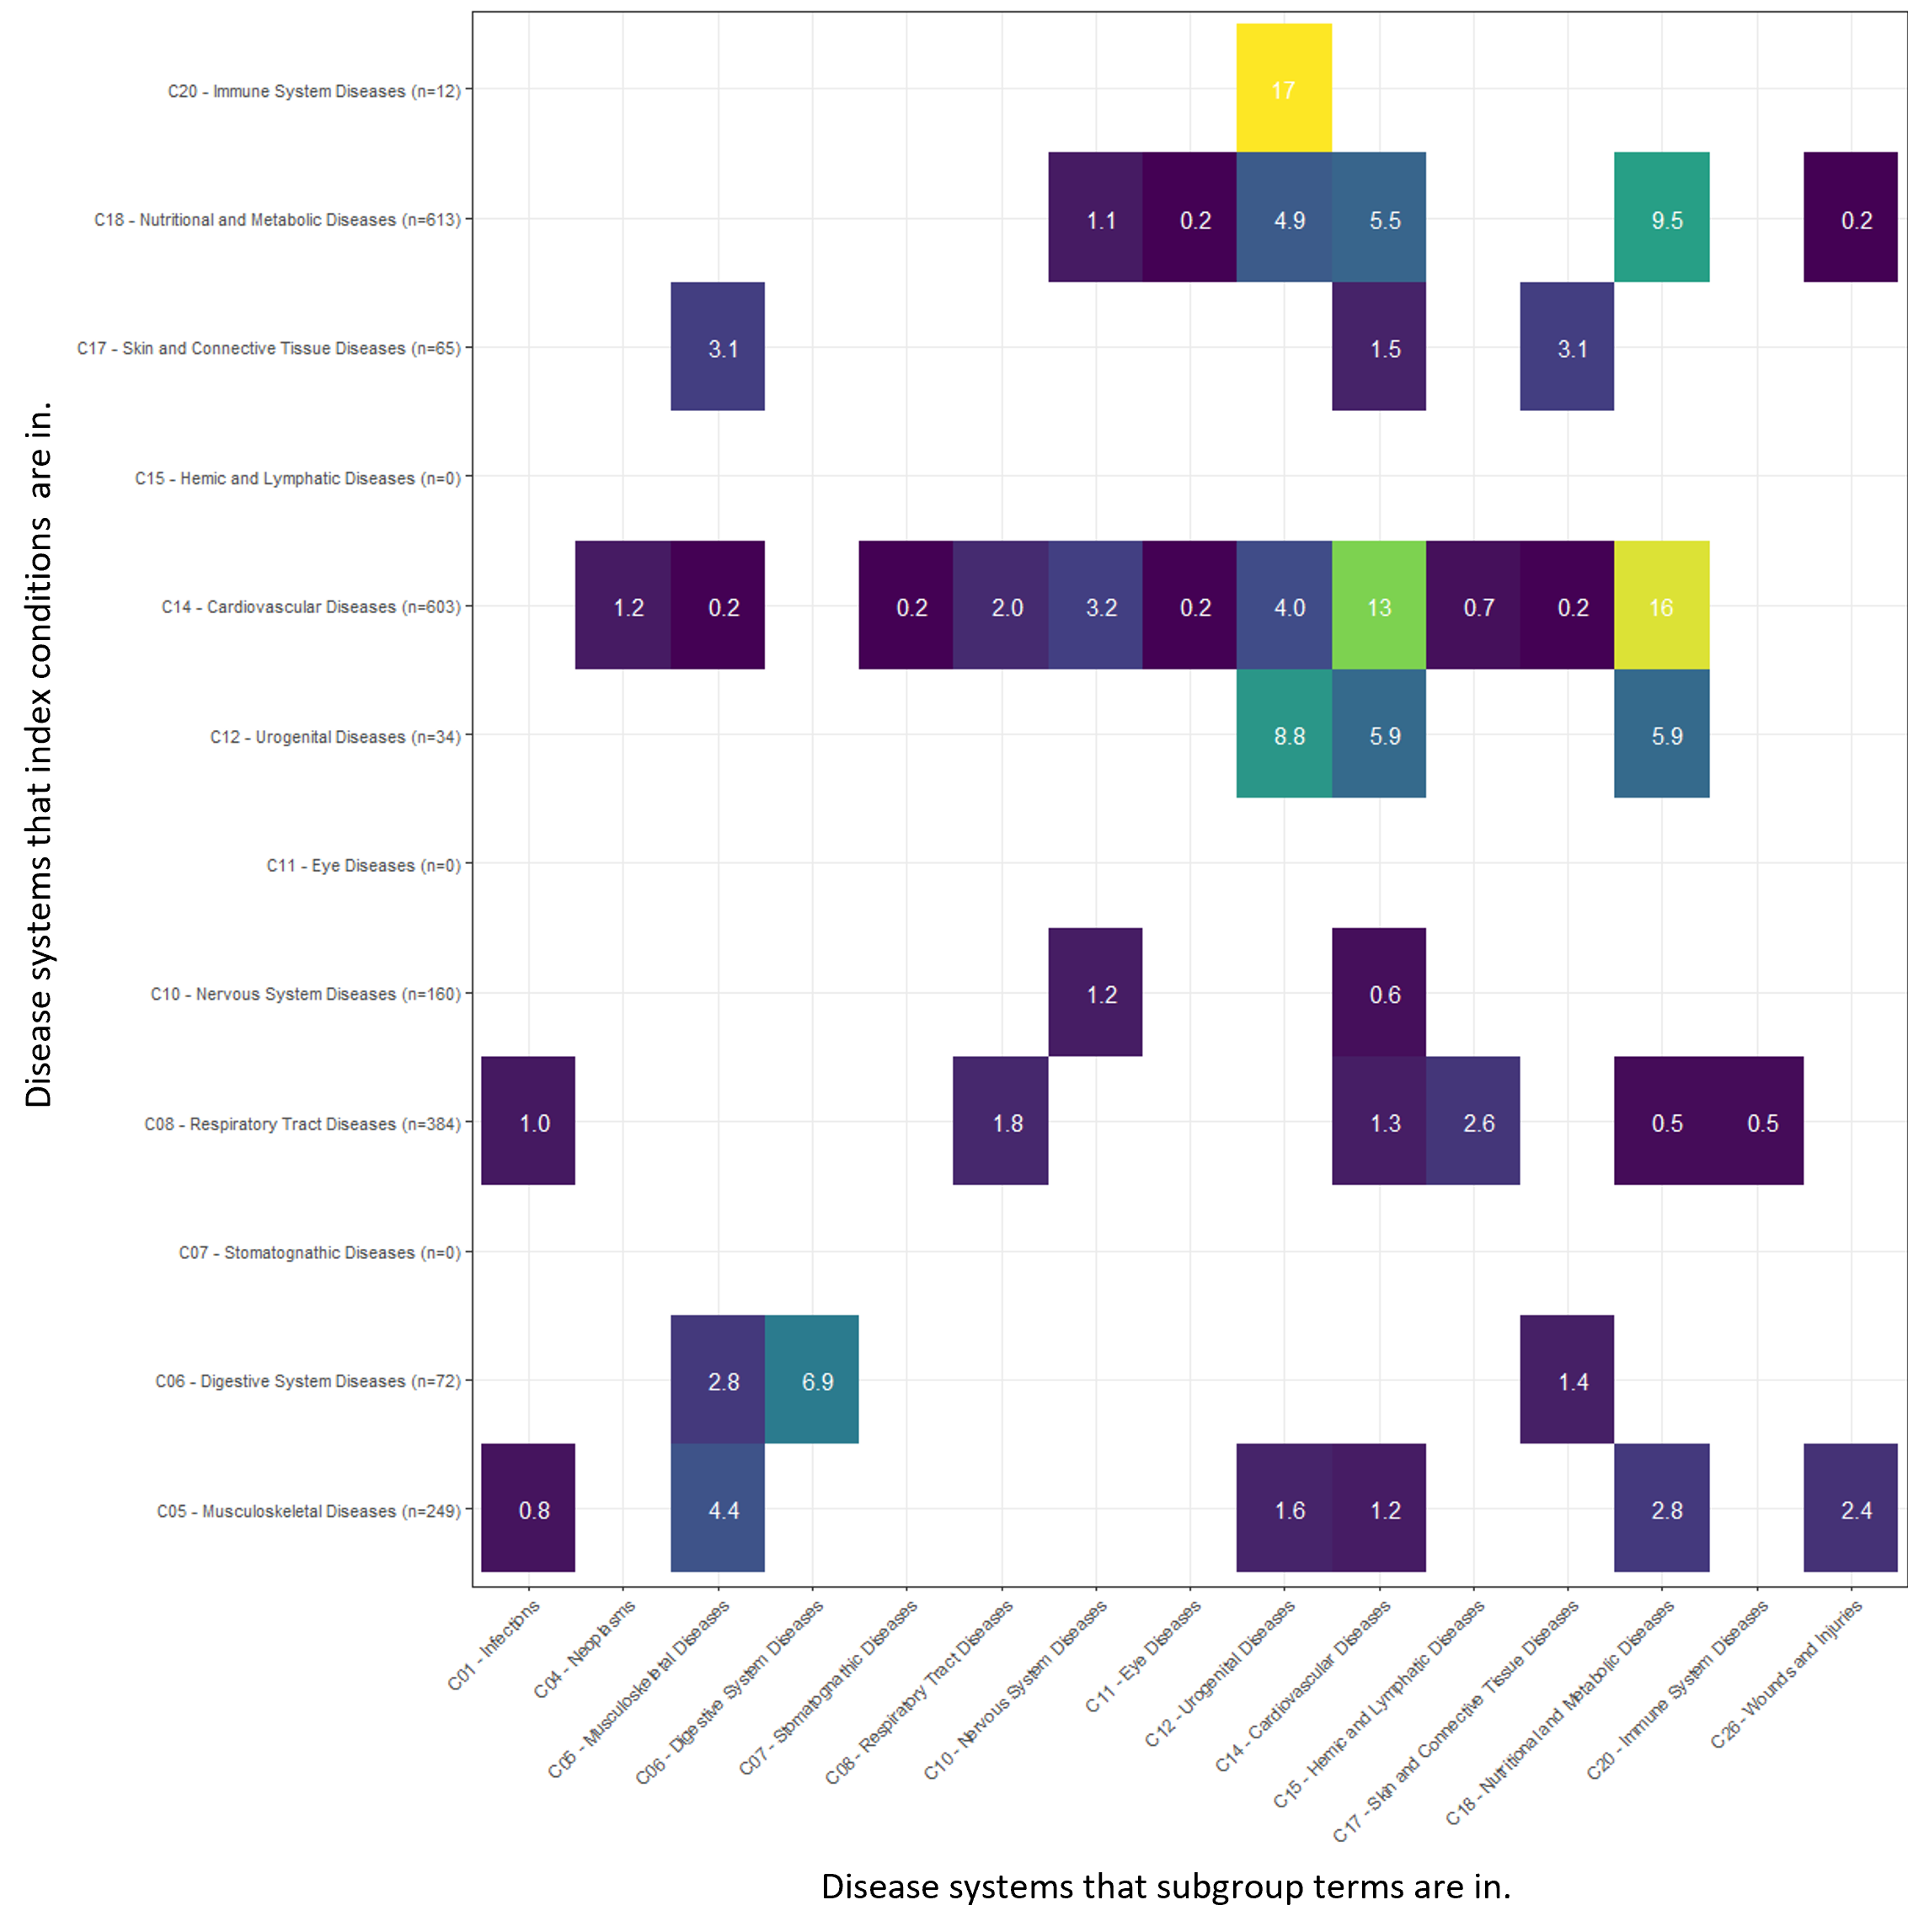 Disease systems that index conditions are in.
C20 - Immune System Diseases (n=12)
17
C18 - Nutritional and Metabolic Diseases (n=613)
1.1 0.2 4.9 5.5 9.5 0.2
C17 - Skin and Connective Tissue Diseases (n=65)
3.1 1.5 3.1
C15 - Hemic and Lymphatic Diseases (n=0)
C14 - Cardiovascular Diseases (n=603)
1.2 0.2 0.2 2.0 3.2 0.2 4.0 13 0.7 0.2 16
C12 - Urogenital Diseases (n=34)
8.8 5.9 5.9
C11 - Eye Diseases (n=0)
C10 - Nervous System Diseases (n=160)
1.2 0.6
C08 - Respiratory Tract Diseases (n=384)
1.0 1.8 1.3 2.6 0.5 0.5
C07 - Stomatognathic Diseases (n=0)
C06 - Digestive System Diseases (n=72)
2.8 6.9 1.4
C05 - Musculoskeletal Diseases (n=249)
0.8 4.4 1.6 1.2 2.8 2.4
C01 - Infections
C04 - Neoplasms
C05 - Musculoskeletal Diseases
C06 - Digestive System Diseases
C07 - Stomatognathic Diseases
C08 - Respiratory Tract Diseases
C10 - Nervous System Diseases
C11 - Eye Diseases
C12 - Urogenital Diseases
C14 - Cardiovascular Diseases
C15 - Hemic and Lymphatic Diseases
C17 - Skin and Connective Tissue Diseases
C18 - Nutritional and Metabolic Diseases
C20 - Immune System Diseases
C26 - Wounds and Injuries
Disease systems that subgroup terms are in.